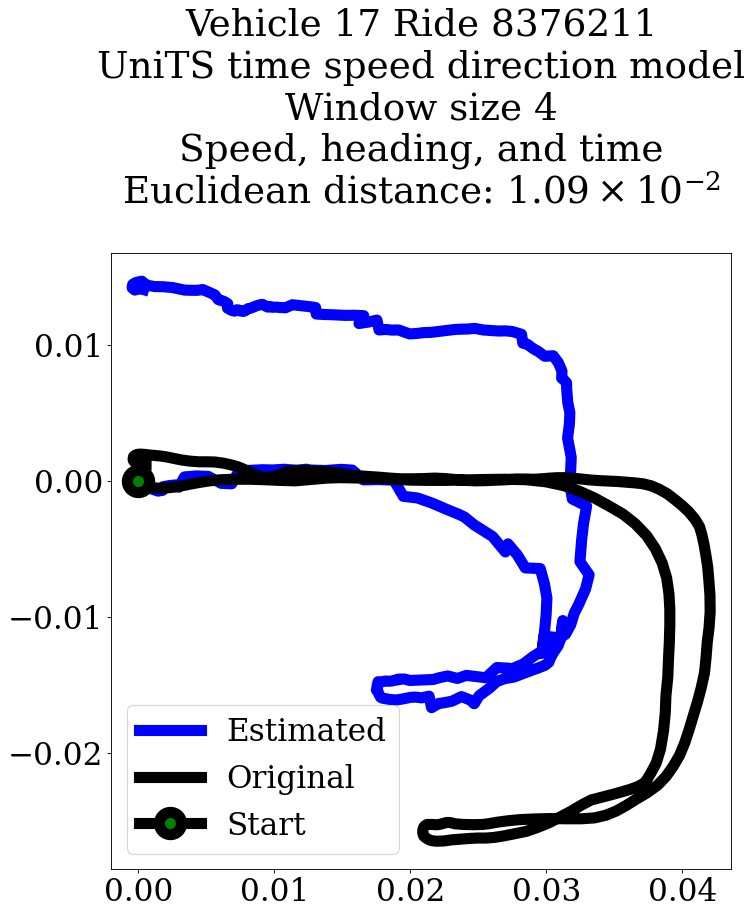 Vehicle 17 Ride 8376211
UniTS time speed direction model
Window size 4
Speed, heading, and time
Euclidean distance: 1.09 × 10⁻²
0.01
0.00
−0.01
−0.02
Estimated
Original
Start
0.00 0.01 0.02 0.03 0.04